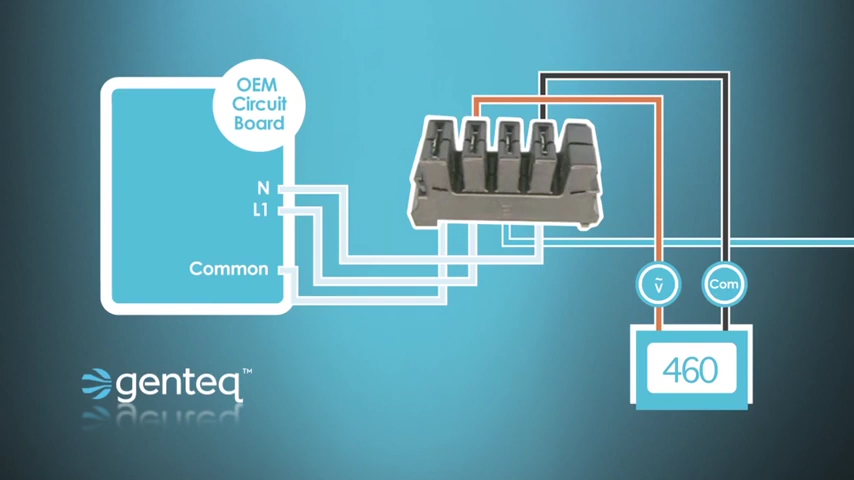 OEM
Circuit
Board
N
L1
Common
~
V
Com
460
genteq™